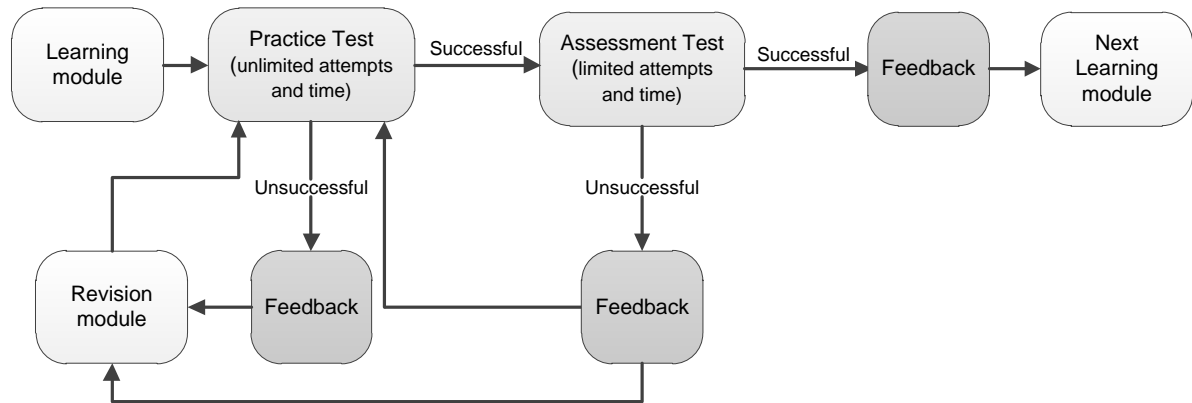 Learning
module
Practice Test
(unlimited attempts
and time)
Successful
Assessment Test
(limited attempts
and time)
Successful
Feedback
Next
Learning
module
Unsuccessful
Unsuccessful
Revision
module
Feedback
Feedback